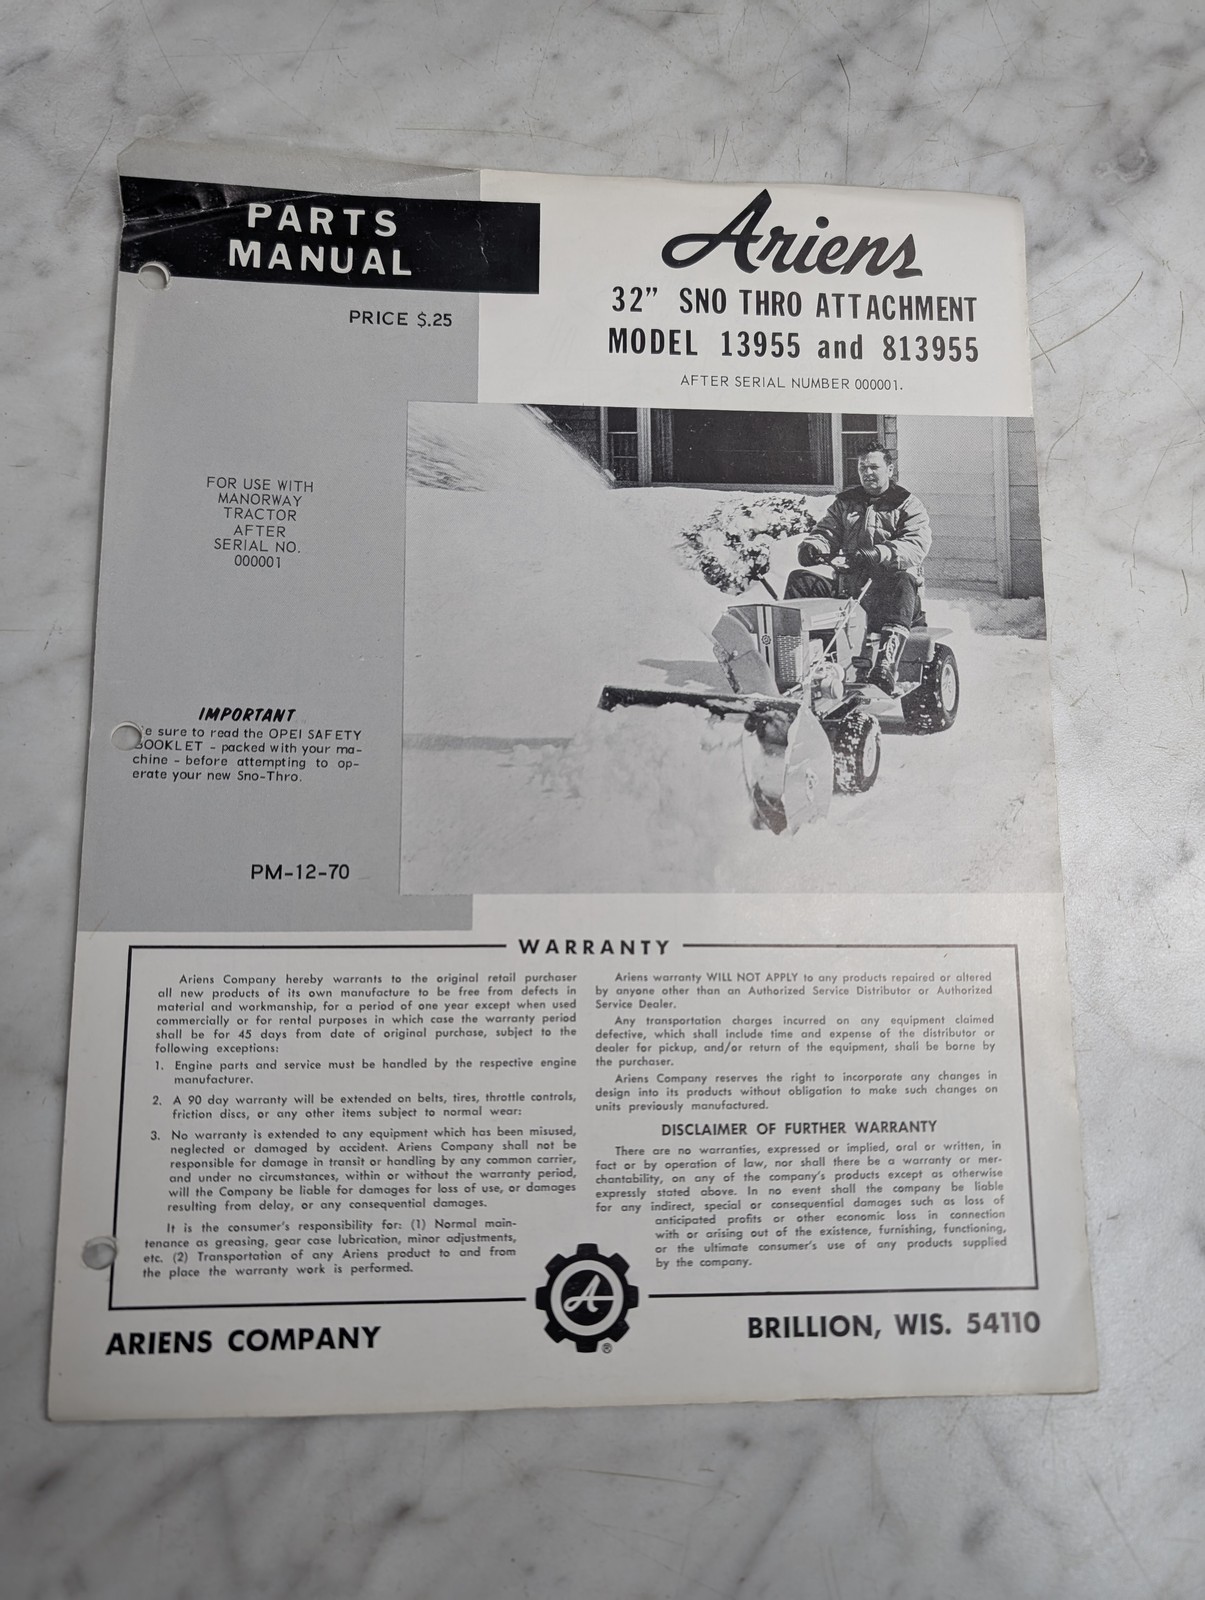 PARTS
MANUAL
PRICE $.25
Ariens
32" SNO THRO ATTACHMENT
MODEL 13955 and 813955
AFTER SERIAL NUMBER 000001.
FOR USE WITH
MANORWAY
TRACTOR
AFTER
SERIAL NO.
000001
IMPORTANT
e sure to read the OPEI SAFETY
BOOKLET - packed with your ma-
chine - before attempting to op-
erate your new Sno-Thro.
PM-12-70
WARRANTY
Ariens Company hereby warrants to the original retail purchaser
all new products of its own manufacture to be free from defects in
material and workmanship, for a period of one year except when used
commercially or for rental purposes in which case the warranty period
shall be for 45 days from date of original purchase, subject to the
following exceptions:
1. Engine parts and service must be handled by the respective engine
manufacturer.
2. A 90 day warranty will be extended on belts, tires, throttle controls,
friction discs, or any other items subject to normal wear:
3. No warranty is extended to any equipment which has been misused,
neglected or damaged by accident. Ariens Company shall not be
responsible for damage in transit or handling by any common carrier,
and under no circumstances, within or without the warranty period,
will the Company be liable for damages for loss of use, or damages
resulting from delay, or any consequential damages.
It is the consumer's responsibility for: (1) Normal main-
tenance as greasing, gear case lubrication, minor adjustments,
etc. (2) Transportation of any Ariens product to and from
the place the warranty work is performed.
Ariens warranty WILL NOT APPLY to any products repaired or altered
by anyone other than an Authorized Service Distributor or Authorized
Service Dealer.
Any transportation charges incurred on any equipment claimed
defective, which shall include time and expense of the distributor or
dealer for pickup, and/or return of the equipment, shall be borne by
the purchaser.
Ariens Company reserves the right to incorporate any changes in
design into its products without obligation to make such changes on
units previously manufactured.
DISCLAIMER OF FURTHER WARRANTY
There are no warranties, expressed or implied, oral or written, in
fact or by operation of law, nor shall there be a warranty or mer-
chantability, on any of the company's products except as otherwise
expressly stated above. In no event shall the company be liable
for any indirect, special or consequential damages such as loss of
anticipated profits or other economic loss in connection
with or arising out of the existence, furnishing, functioning,
or the ultimate consumer's use of any products supplied
by the company.
A
®
ARIENS COMPANY
BRILLION, WIS. 54110